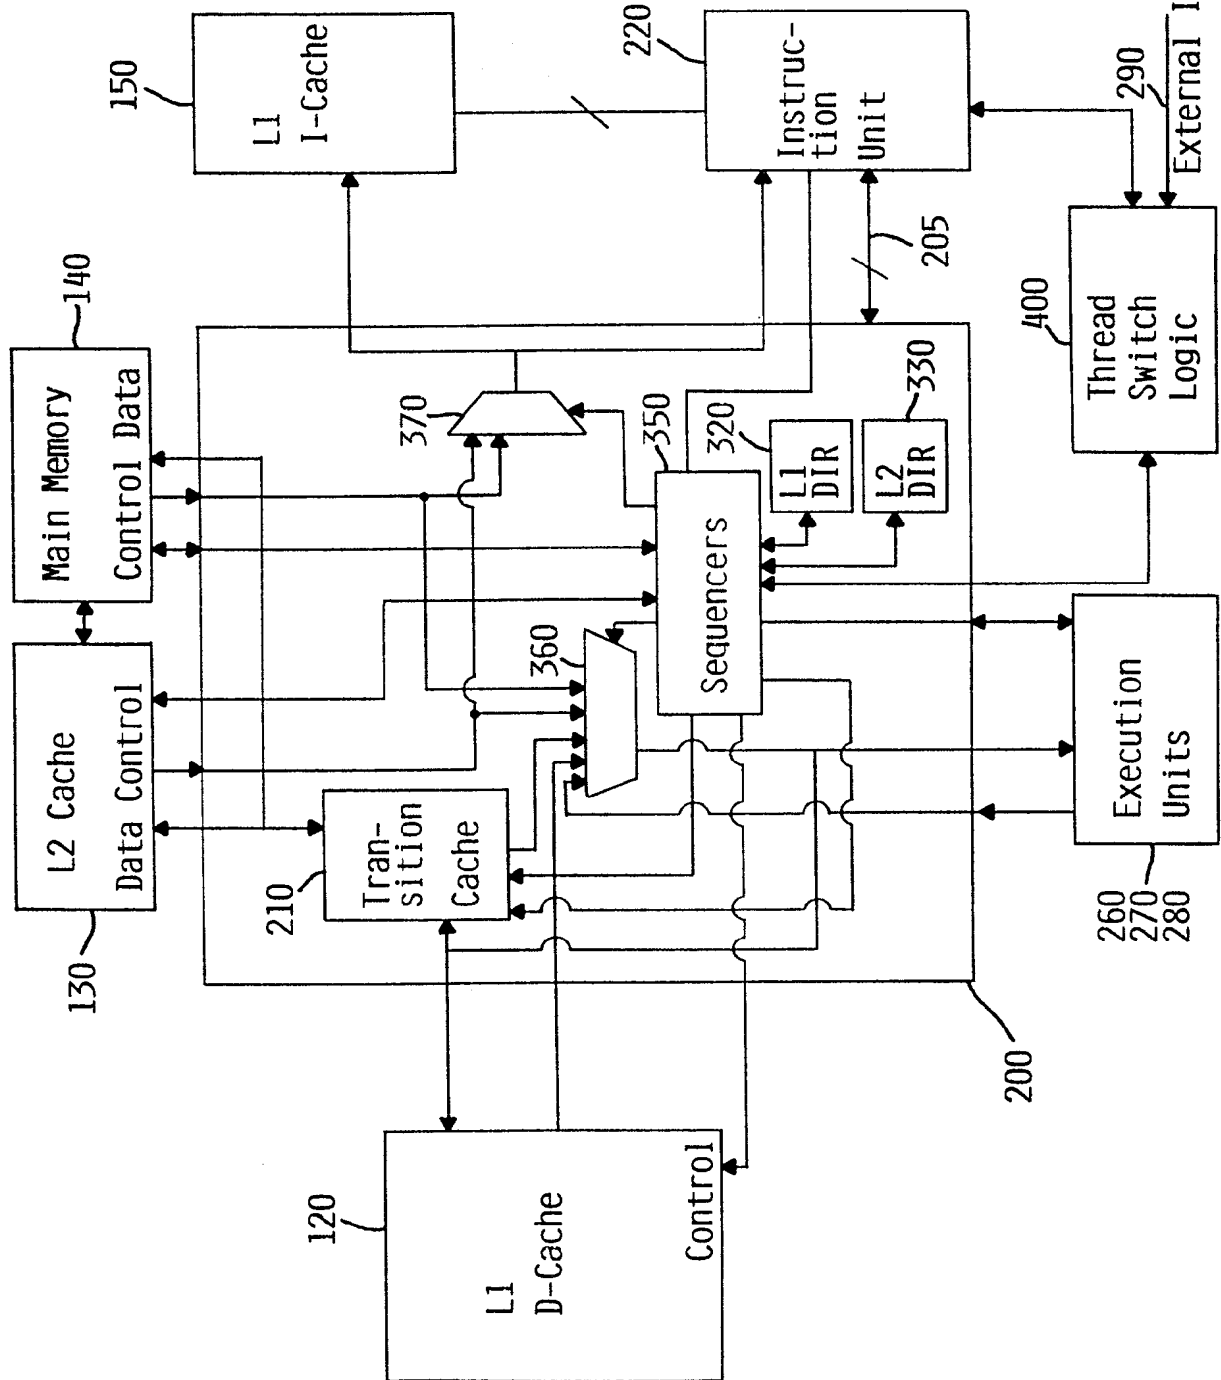 130
L2 Cache
Data Control
140
Main Memory
Control Data
150
L1
I-Cache
220
Instruc-
tion
Unit
290
External I
210
Tran-
sition
Cache
360
370
350
Sequencers
320
L1
DIR
330
L2
DIR
205
400
Thread
Switch
Logic
120
L1
D-Cache
Control
200
260
270
280
Execution
Units